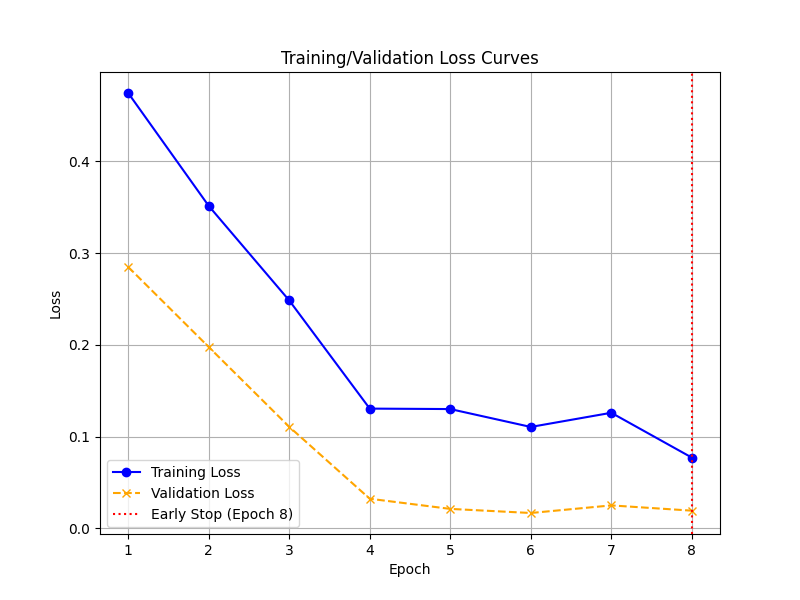 Training/Validation Loss Curves
Loss
0.4
0.3
0.2
0.1
0.0
Training Loss
Validation Loss
Early Stop (Epoch 8)
1 2 3 4 5 6 7 8
Epoch